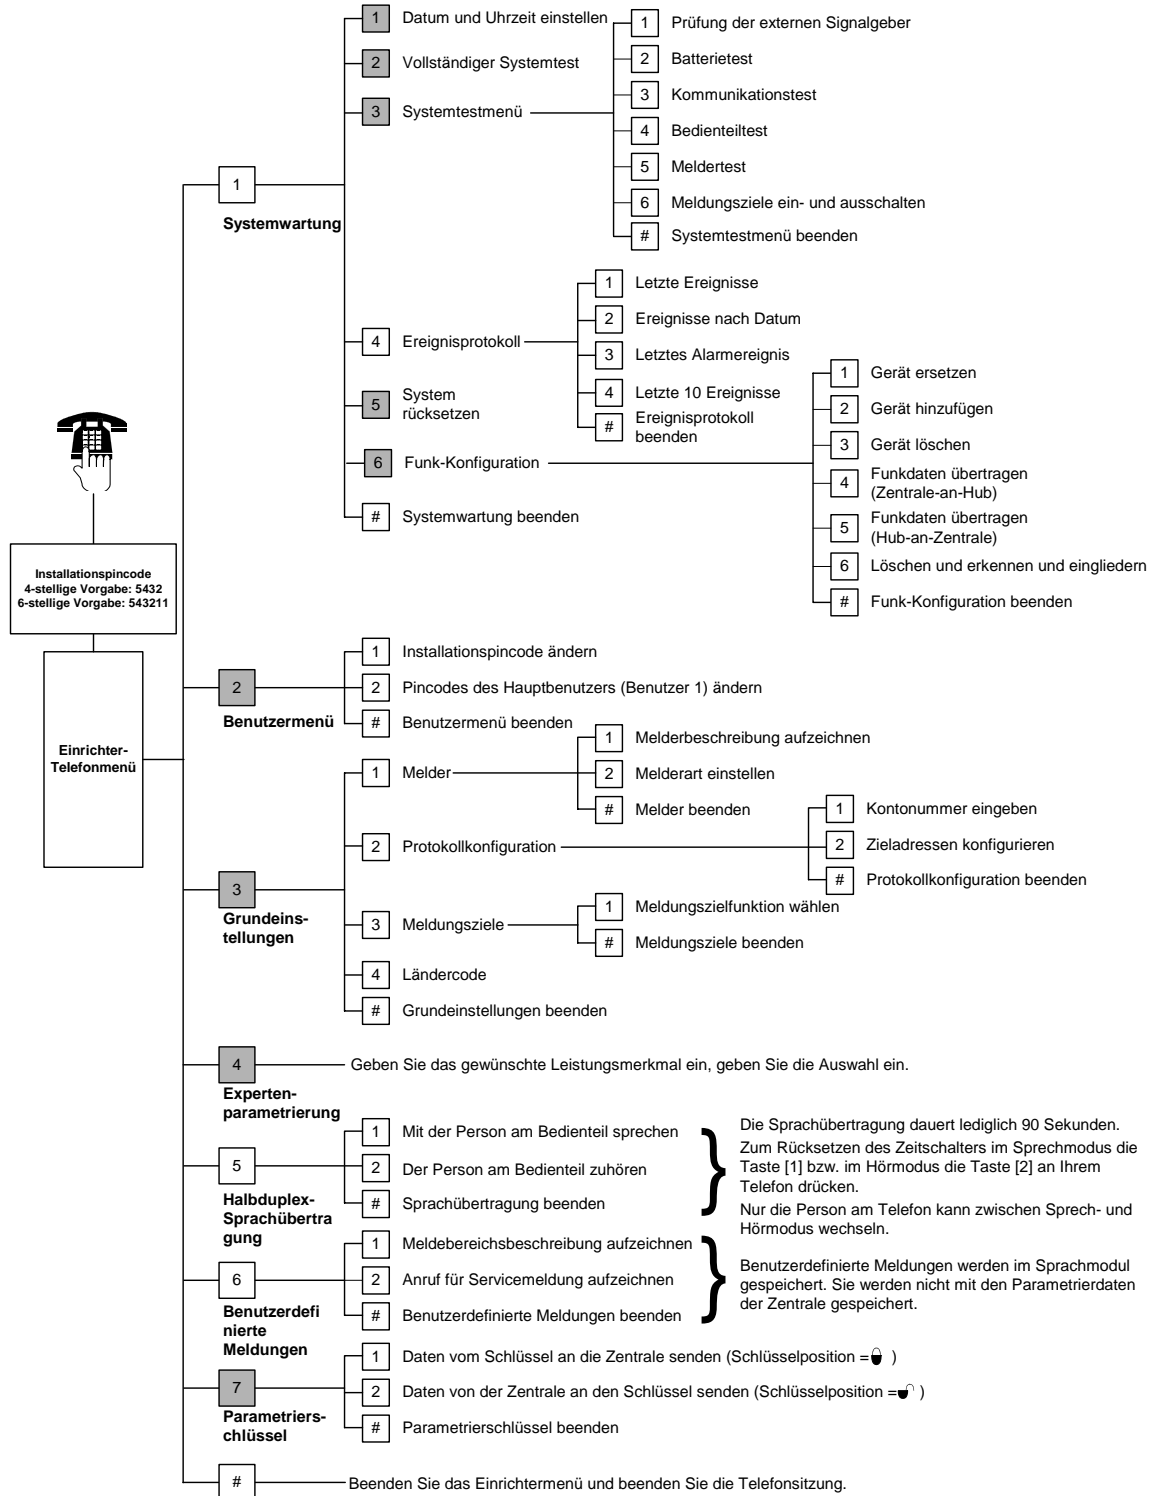 1 Datum und Uhrzeit einstellen
2 Vollständiger Systemtest
3 Systemtestmenü
1 Prüfung der externen Signalgeber
2 Batterietest
3 Kommunikationstest
4 Bedienteiltest
5 Meldertest
6 Meldungsziele ein- und ausschalten
# Systemtestmenü beenden
1
Systemwartung
4 Ereignisprotokoll
1 Letzte Ereignisse
2 Ereignisse nach Datum
3 Letztes Alarmereignis
4 Letzte 10 Ereignisse
# Ereignisprotokoll
beenden
5 System
rücksetzen
6 Funk-Konfiguration
1 Gerät ersetzen
2 Gerät hinzufügen
3 Gerät löschen
4 Funkdaten übertragen
(Zentrale-an-Hub)
5 Funkdaten übertragen
(Hub-an-Zentrale)
6 Löschen und erkennen und eingliedern
# Funk-Konfiguration beenden
# Systemwartung beenden
Installationspincode
4-stellige Vorgabe: 5432
6-stellige Vorgabe: 543211
Einrichter-
Telefonmenü
2
Benutzermenü
1 Installationspincode ändern
2 Pincodes des Hauptbenutzers (Benutzer 1) ändern
# Benutzermenü beenden
3
Grundeins-
tellungen
1 Melder
1 Melderbeschreibung aufzeichnen
2 Melderart einstellen
# Melder beenden
2 Protokollkonfiguration
1 Kontonummer eingeben
2 Zieladressen konfigurieren
# Protokollkonfiguration beenden
3 Meldungsziele
1 Meldungszielfunktion wählen
# Meldungsziele beenden
4 Ländercode
# Grundeinstellungen beenden
4
Experten-
parametrierung
Geben Sie das gewünschte Leistungsmerkmal ein, geben Sie die Auswahl ein.
5
Halbduplex-
Sprachübertra
gung
1 Mit der Person am Bedienteil sprechen
2 Der Person am Bedienteil zuhören
# Sprachübertragung beenden
Die Sprachübertragung dauert lediglich 90 Sekunden.
Zum Rücksetzen des Zeitschalters im Sprechmodus die
Taste [1] bzw. im Hörmodus die Taste [2] an Ihrem
Telefon drücken.
Nur die Person am Telefon kann zwischen Sprech- und
Hörmodus wechseln.
6
Benutzerdefi
nierte
Meldungen
1 Meldebereichsbeschreibung aufzeichnen
2 Anruf für Servicemeldung aufzeichnen
# Benutzerdefinierte Meldungen beenden
Benutzerdefinierte Meldungen werden im Sprachmodul
gespeichert. Sie werden nicht mit den Parametrierdaten
der Zentrale gespeichert.
7
Parametriers-
chlüssel
1 Daten vom Schlüssel an die Zentrale senden (Schlüsselposition = )
2 Daten von der Zentrale an den Schlüssel senden (Schlüsselposition = )
# Parametrierschlüssel beenden
# Beenden Sie das Einrichtermenü und beenden Sie die Telefonsitzung.